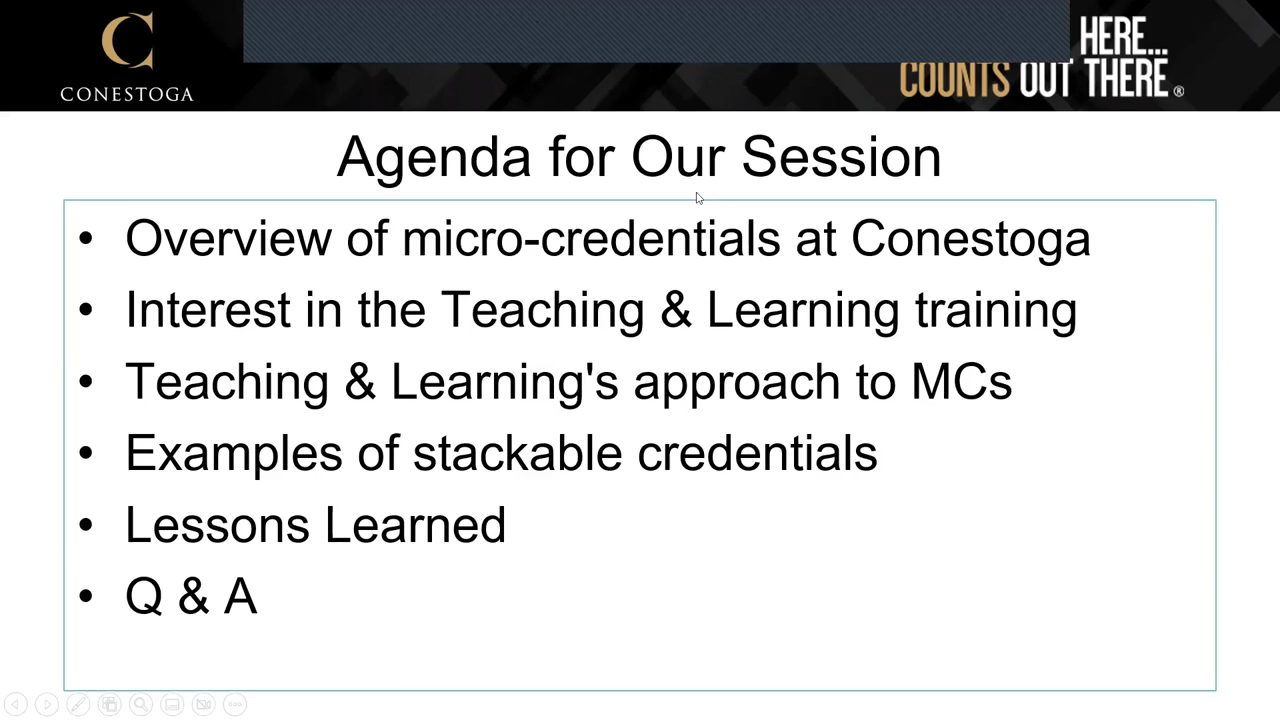 CONESTOGA
HERE...
COUNTS OUT THERE®
Agenda for Our Session
• Overview of micro-credentials at Conestoga
• Interest in the Teaching & Learning training
• Teaching & Learning's approach to MCs
• Examples of stackable credentials
• Lessons Learned
• Q & A